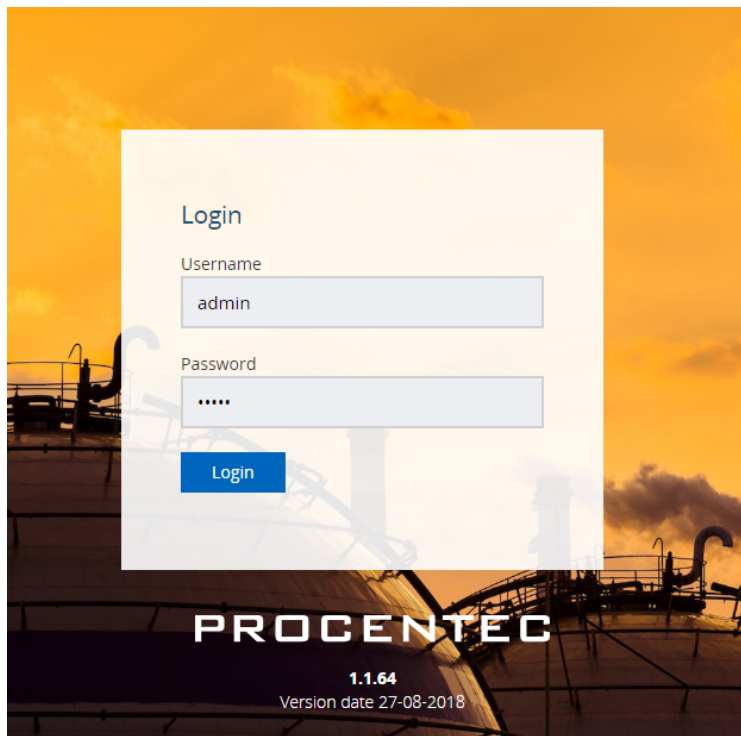 Login
Username
admin
Password
•••••
Login
PROCENTEC
1.1.64
Version date 27-08-2018